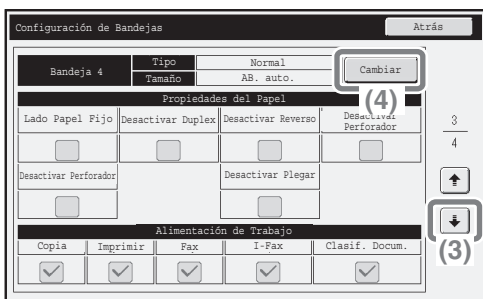 Configuración de Bandejas
Atrás
Bandeja 4
Tipo
Normal
Cambiar
Tamaño
AB. auto.
(4)
Propiedades del Papel
Lado Papel Fijo
Desactivar Duplex
Desactivar Reverso
Desactivar
Perforador
3
4
Desactivar Perforador
Desactivar Plegar
(3)
Alimentación de Trabajo
Copia
Imprimir
Fax
I-Fax
Clasif. Docum.